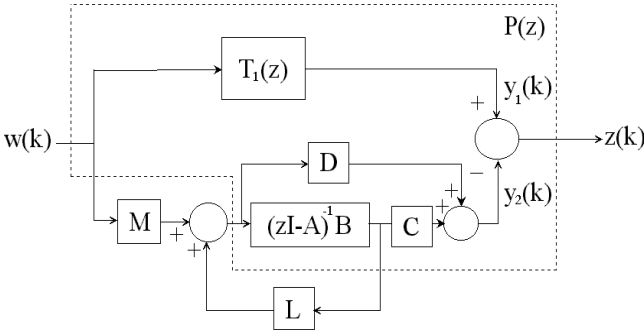 P(z)
T₁(z)
y₁(k)
+
w(k)
z(k)
−
D
+
y₂(k)
M
+
+
(zI-A)⁻¹B
C
+
L